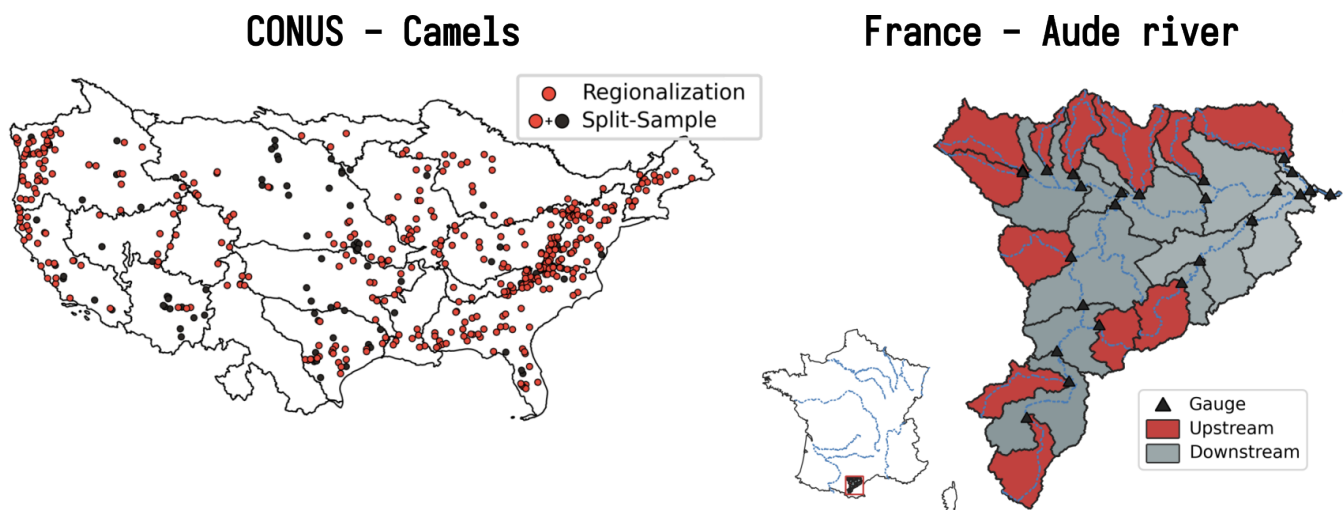 CONUS - Camels
Regionalization
+ Split-Sample
France - Aude river
Gauge
Upstream
Downstream